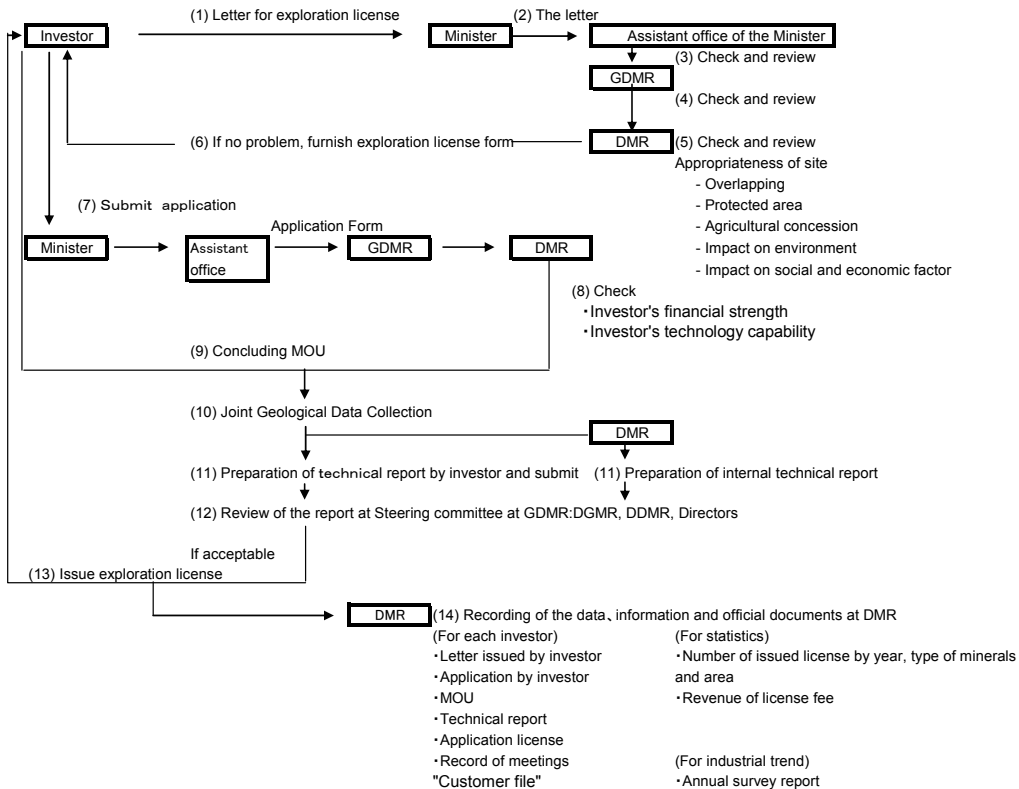 (1) Letter for exploration license
(2) The letter
Investor
Minister
Assistant office of the Minister
(3) Check and review
GDMR
(4) Check and review
(6) If no problem, furnish exploration license form
DMR
(5) Check and review
Appropriateness of site
- Overlapping
- Protected area
- Agricultural concession
- Impact on environment
- Impact on social and economic factor
(7) Submit application
Application Form
Minister
Assistant
office
GDMR
DMR
(8) Check
・Investor's financial strength
・Investor's technology capability
(9) Concluding MOU
(10) Joint Geological Data Collection
DMR
(11) Preparation of technical report by investor and submit
(11) Preparation of internal technical report
(12) Review of the report at Steering committee at GDMR:DGMR, DDMR, Directors
If acceptable
(13) Issue exploration license
DMR
(14) Recording of the data、information and official documents at DMR
(For each investor)
・Letter issued by investor
・Application by investor
・MOU
・Technical report
・Application license
・Record of meetings
"Customer file"
(For statistics)
・Number of issued license by year, type of minerals
and area
・Revenue of license fee
(For industrial trend)
・Annual survey report